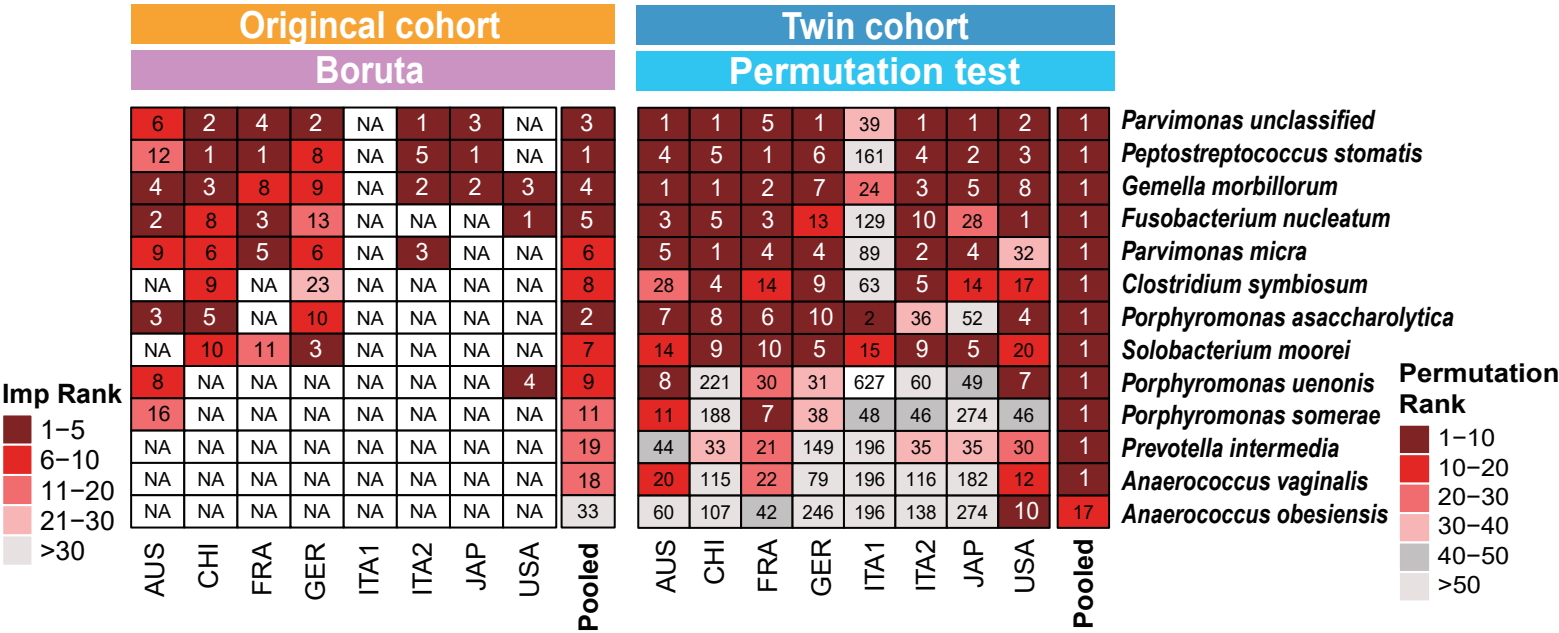 Origincal cohort Twin cohort
Boruta Permutation test
6 2 4 2 NA 1 3 NA 3 1 1 5 1 39 1 1 2 1 Parvimonas unclassified
12 1 1 8 NA 5 1 NA 1 4 5 1 6 161 4 2 3 1 Peptostreptococcus stomatis
4 3 8 9 NA 2 2 3 4 1 1 2 7 24 3 5 8 1 Gemella morbillorum
2 8 3 13 NA NA NA 1 5 3 5 3 13 129 10 28 1 1 Fusobacterium nucleatum
9 6 5 6 NA 3 NA NA 6 5 1 4 4 89 2 4 32 1 Parvimonas micra
NA 9 NA 23 NA NA NA NA 8 28 4 14 9 63 5 14 17 1 Clostridium symbiosum
3 5 NA 10 NA NA NA NA 2 7 8 6 10 2 36 52 4 1 Porphyromonas asaccharolytica
NA 10 11 3 NA NA NA NA 7 14 9 10 5 15 9 5 20 1 Solobacterium moorei
8 NA NA NA NA NA NA 4 9 8 221 30 31 627 60 49 7 1 Porphyromonas uenonis
16 NA NA NA NA NA NA NA 11 11 188 7 38 48 46 274 46 1 Porphyromonas somerae
NA NA NA NA NA NA NA NA 19 44 33 21 149 196 35 35 30 1 Prevotella intermedia
NA NA NA NA NA NA NA NA 18 20 115 22 79 196 116 182 12 1 Anaerococcus vaginalis
NA NA NA NA NA NA NA NA 33 60 107 42 246 196 138 274 10 17 Anaerococcus obesiensis
AUS CHI FRA GER ITA1 ITA2 JAP USA Pooled AUS CHI FRA GER ITA1 ITA2 JAP USA Pooled
Imp Rank
1−5
6−10
11−20
21−30
>30
Permutation
Rank
1−10
10−20
20−30
30−40
40−50
>50